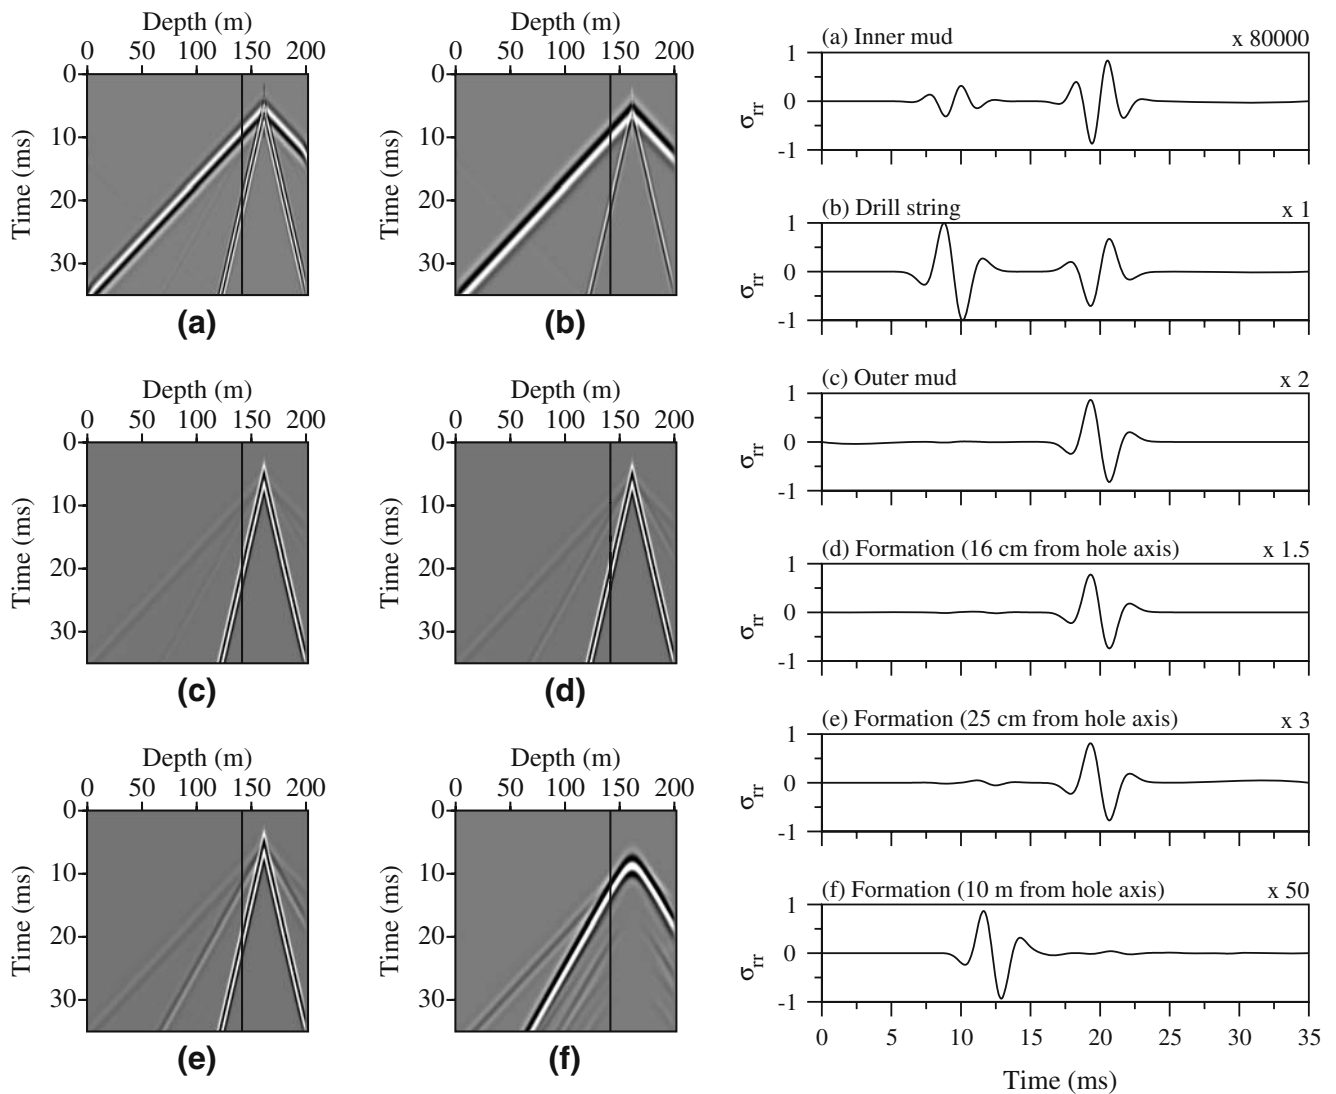 Depth (m)
0 50 100 150 200
0
10
20
30
Time (ms)
(a)
Depth (m)
0 50 100 150 200
0
10
20
30
Time (ms)
(b)
Depth (m)
0 50 100 150 200
0
10
20
30
Time (ms)
(c)
Depth (m)
0 50 100 150 200
0
10
20
30
Time (ms)
(d)
Depth (m)
0 50 100 150 200
0
10
20
30
Time (ms)
(e)
Depth (m)
0 50 100 150 200
0
10
20
30
Time (ms)
(f)
(a) Inner mud x 80000
1
0
-1
σrr
(b) Drill string x 1
1
0
-1
σrr
(c) Outer mud x 2
1
0
-1
σrr
(d) Formation (16 cm from hole axis) x 1.5
1
0
-1
σrr
(e) Formation (25 cm from hole axis) x 3
1
0
-1
σrr
(f) Formation (10 m from hole axis) x 50
1
0
-1
σrr
0 5 10 15 20 25 30 35
Time (ms)